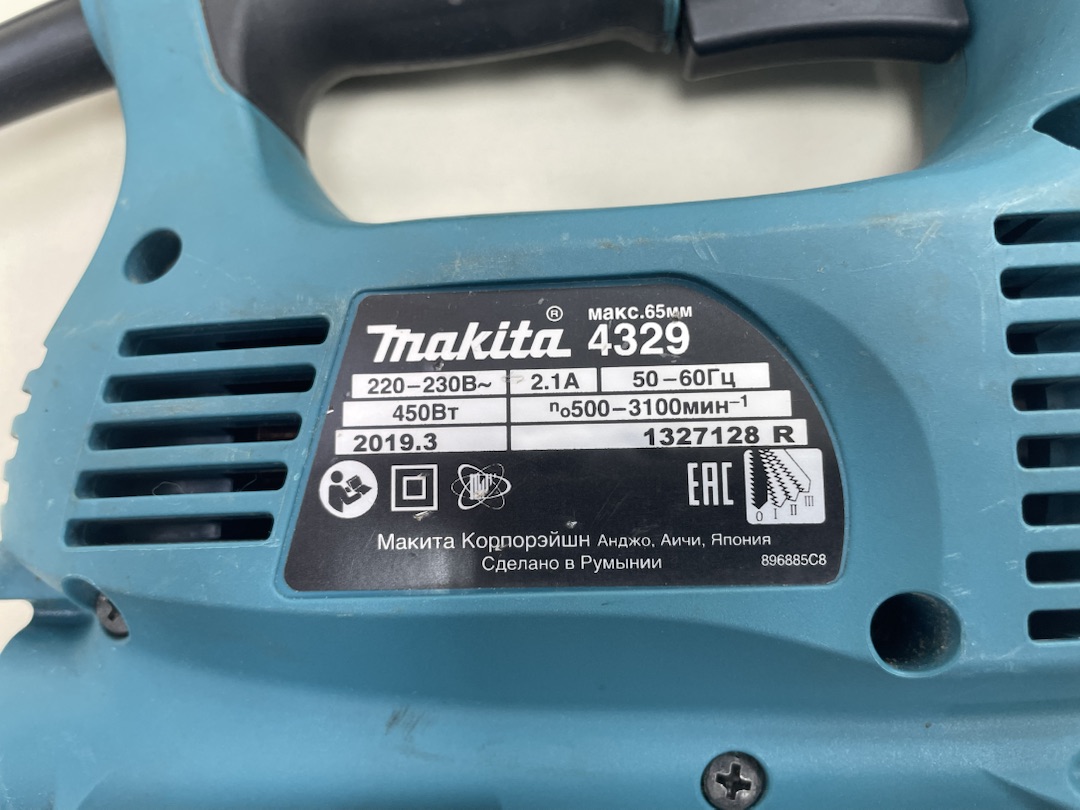 makita® макс.65мм
4329
220–230В~ 2.1А 50–60Гц
450Вт n₀500–3100мин⁻¹
2019.3 1327128 R
EAC
0 I II III
Макита Корпорэйшн Анджо, Аичи, Япония
Сделано в Румынии 896885C8